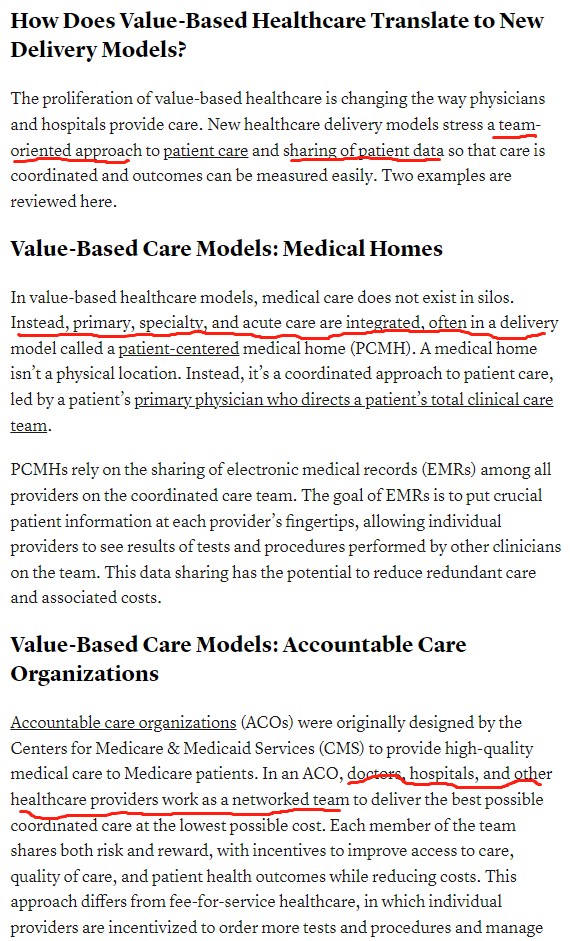 How Does Value-Based Healthcare Translate to New
Delivery Models?
The proliferation of value-based healthcare is changing the way physicians
and hospitals provide care. New healthcare delivery models stress a team-
oriented approach to patient care and sharing of patient data so that care is
coordinated and outcomes can be measured easily. Two examples are
reviewed here.
Value-Based Care Models: Medical Homes
In value-based healthcare models, medical care does not exist in silos.
Instead, primary, specialty, and acute care are integrated, often in a delivery
model called a patient-centered medical home (PCMH). A medical home
isn’t a physical location. Instead, it’s a coordinated approach to patient care,
led by a patient’s primary physician who directs a patient’s total clinical care
team.
PCMHs rely on the sharing of electronic medical records (EMRs) among all
providers on the coordinated care team. The goal of EMRs is to put crucial
patient information at each provider’s fingertips, allowing individual
providers to see results of tests and procedures performed by other clinicians
on the team. This data sharing has the potential to reduce redundant care
and associated costs.
Value-Based Care Models: Accountable Care
Organizations
Accountable care organizations (ACOs) were originally designed by the
Centers for Medicare & Medicaid Services (CMS) to provide high-quality
medical care to Medicare patients. In an ACO, doctors, hospitals, and other
healthcare providers work as a networked team to deliver the best possible
coordinated care at the lowest possible cost. Each member of the team
shares both risk and reward, with incentives to improve access to care,
quality of care, and patient health outcomes while reducing costs. This
approach differs from fee-for-service healthcare, in which individual
providers are incentivized to order more tests and procedures and manage